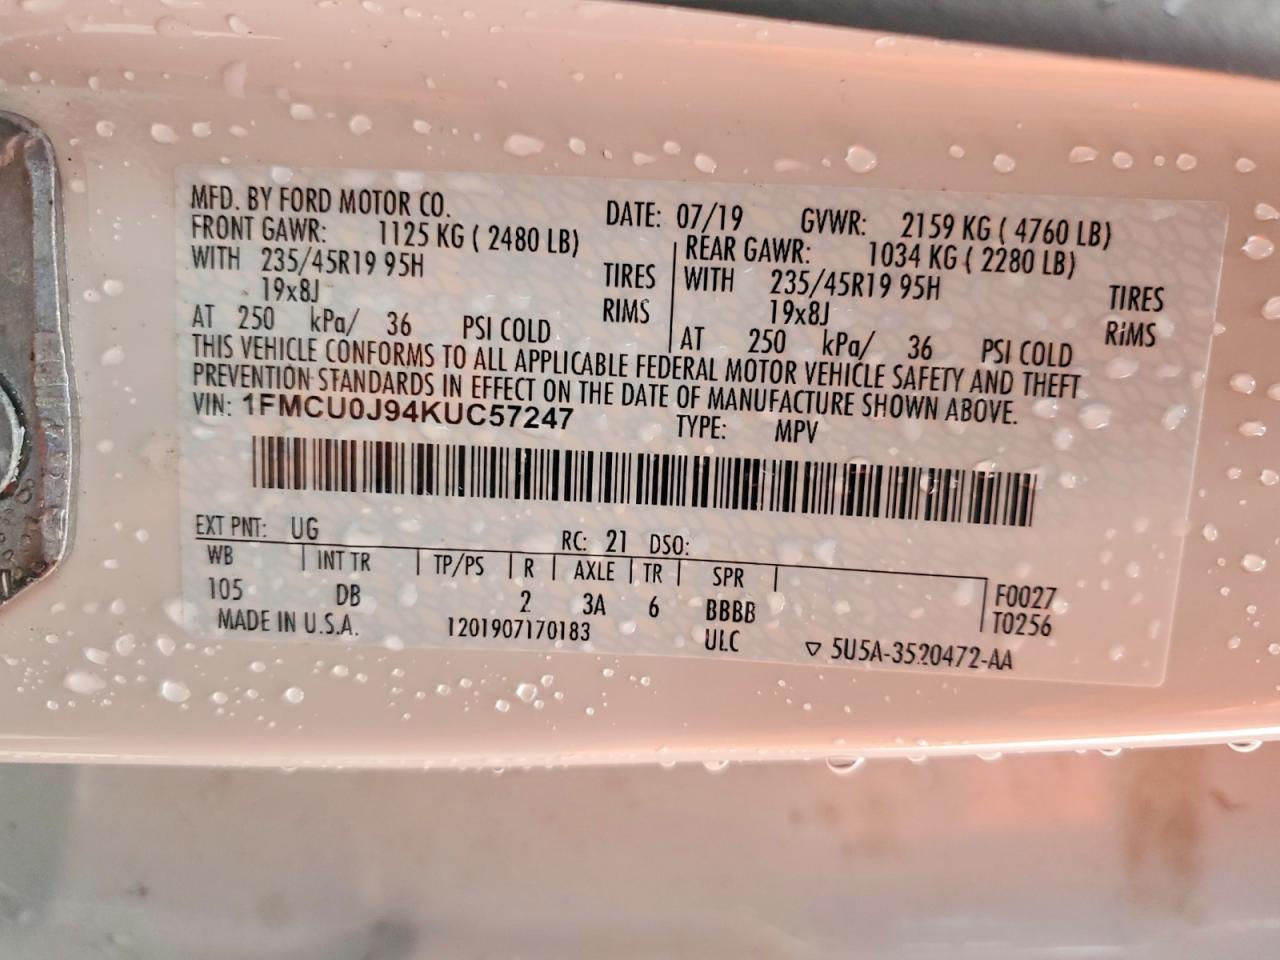 MFD. BY FORD MOTOR CO. DATE: 07/19 GVWR: 2159 KG ( 4760 LB)
FRONT GAWR: 1125 KG ( 2480 LB) REAR GAWR: 1034 KG ( 2280 LB)
WITH 235/45R19 95H TIRES WITH 235/45R19 95H TIRES
19x8J RIMS 19x8J RIMS
AT 250 kPa/ 36 PSI COLD AT 250 kPa/ 36 PSI COLD
THIS VEHICLE CONFORMS TO ALL APPLICABLE FEDERAL MOTOR VEHICLE SAFETY AND THEFT
PREVENTION STANDARDS IN EFFECT ON THE DATE OF MANUFACTURE SHOWN ABOVE.
VIN: 1FMCU0J94KUC57247 TYPE: MPV
EXT PNT: UG RC: 21 DSO:
WB INT TR TP/PS R AXLE TR SPR
105 DB 2 3A 6 BBBB F0027
T0256
MADE IN U.S.A. 1201907170183 ULC ▽ 5U5A-3520472-AA